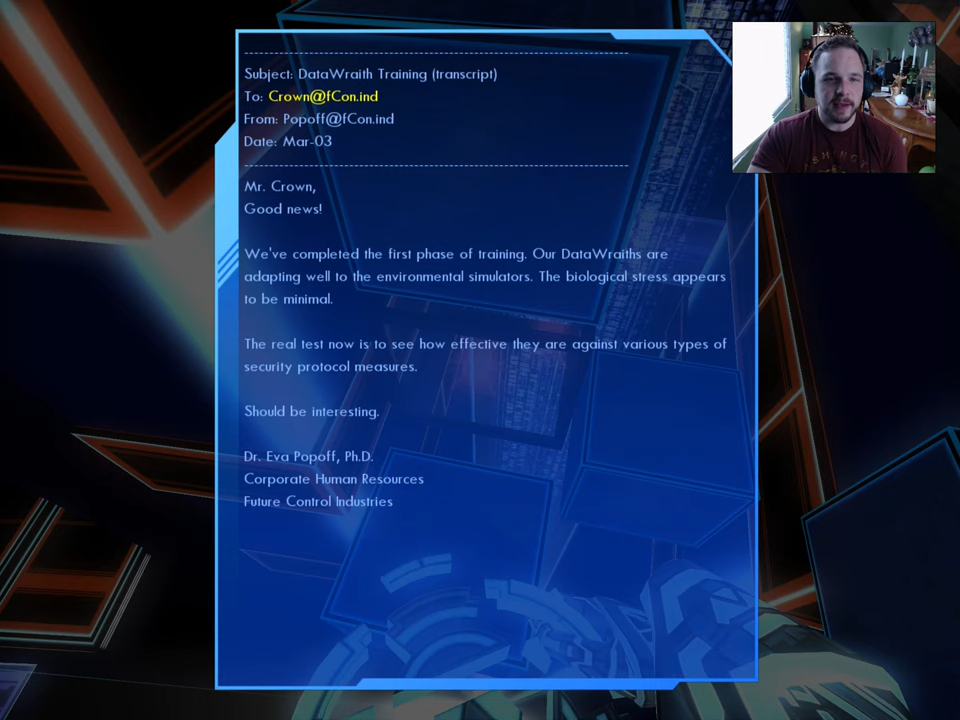 Subject: DataWraith Training (transcript)
To: Crown@fCon.ind
From: Popoff@fCon.ind
Date: Mar-03
Mr. Crown,
Good news!
We've completed the first phase of training. Our DataWraiths are
adapting well to the environmental simulators. The biological stress appears
to be minimal.
The real test now is to see how effective they are against various types of
security protocol measures.
Should be interesting.
Dr. Eva Popoff, Ph.D.
Corporate Human Resources
Future Control Industries